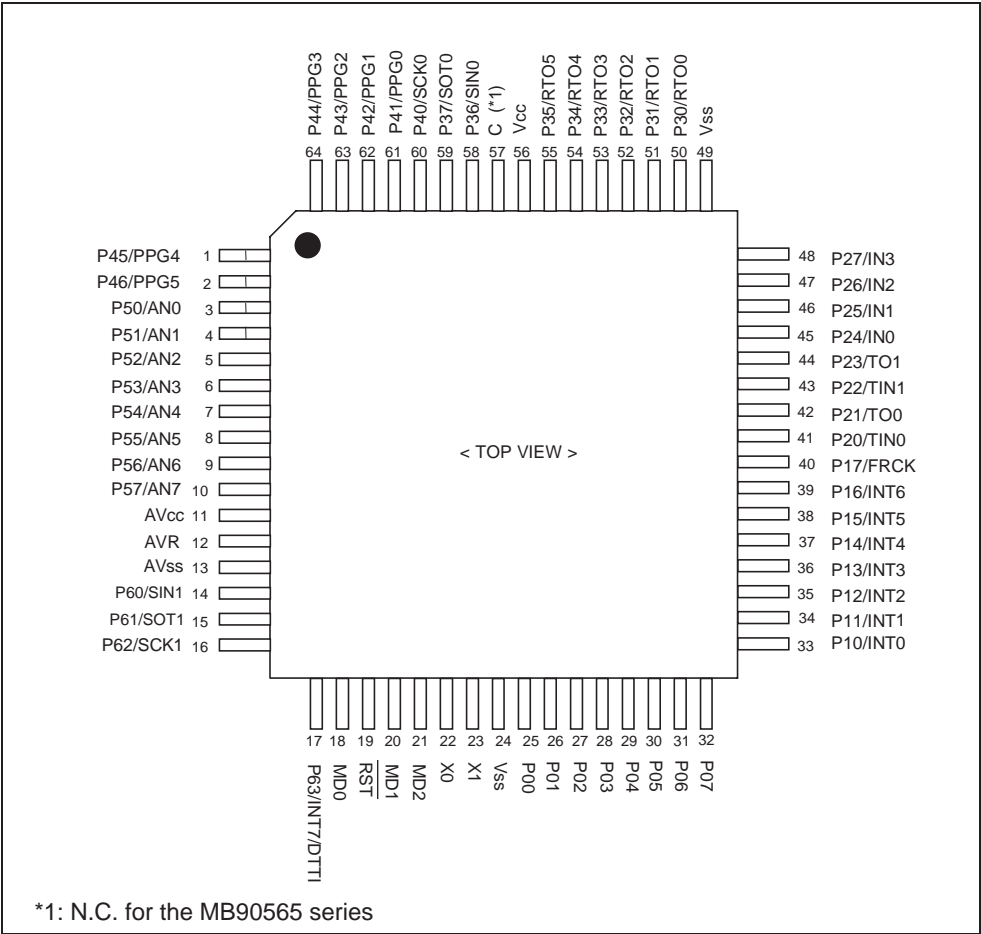 P44/PPG3
P43/PPG2
P42/PPG1
P41/PPG0
P40/SCK0
P37/SOT0
P36/SIN0
C (*1)
Vcc
P35/RTO5
P34/RTO4
P33/RTO3
P32/RTO2
P31/RTO1
P30/RTO0
Vss
64 63 62 61 60 59 58 57 56 55 54 53 52 51 50 49
P45/PPG4 1
P46/PPG5 2
P50/AN0 3
P51/AN1 4
P52/AN2 5
P53/AN3 6
P54/AN4 7
P55/AN5 8
P56/AN6 9
P57/AN7 10
AVcc 11
AVR 12
AVss 13
P60/SIN1 14
P61/SOT1 15
P62/SCK1 16
< TOP VIEW >
48 P27/IN3
47 P26/IN2
46 P25/IN1
45 P24/IN0
44 P23/TO1
43 P22/TIN1
42 P21/TO0
41 P20/TIN0
40 P17/FRCK
39 P16/INT6
38 P15/INT5
37 P14/INT4
36 P13/INT3
35 P12/INT2
34 P11/INT1
33 P10/INT0
17 18 19 20 21 22 23 24 25 26 27 28 29 30 31 32
P63/INT7/DTTI
MD0
RST
MD1
MD2
X0
X1
Vss
P00
P01
P02
P03
P04
P05
P06
P07
*1: N.C. for the MB90565 series